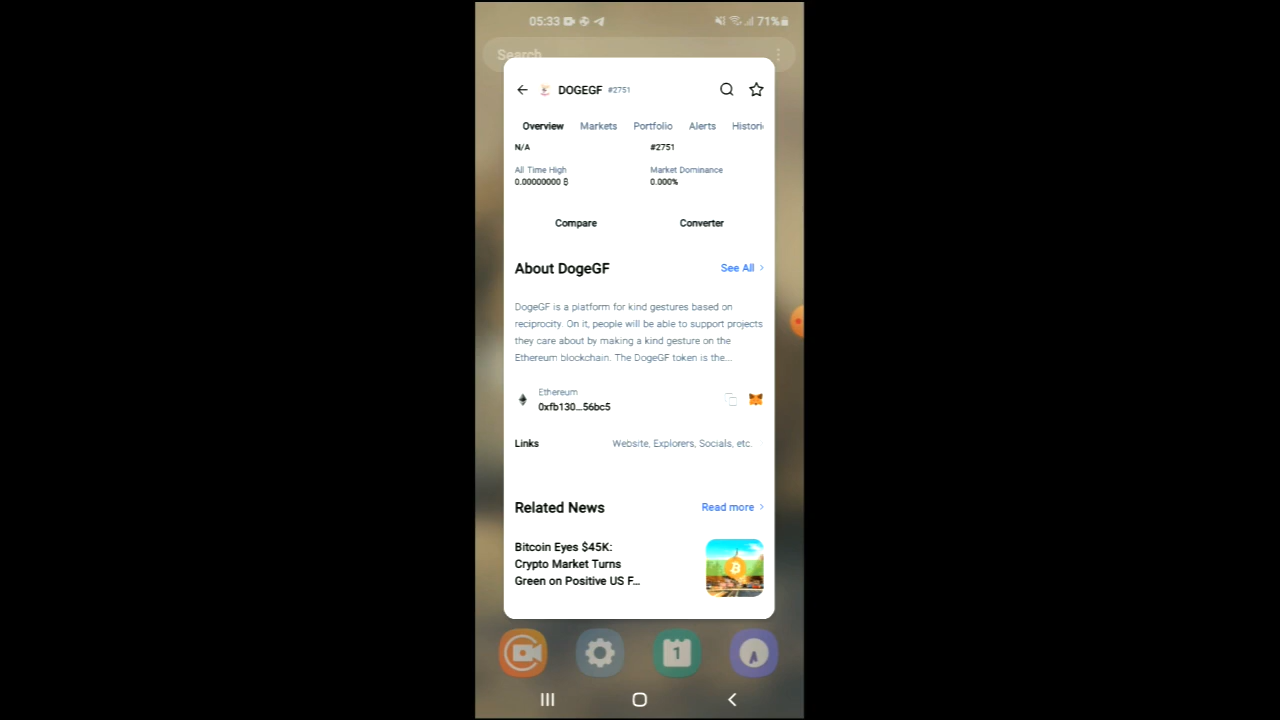 05:33
71%
Search
DOGEGF #2751
Overview Markets Portfolio Alerts Histori
N/A #2751
All Time High Market Dominance
0.00000000 ₿ 0.000%
Compare Converter
About DogeGF See All
DogeGF is a platform for kind gestures based on
reciprocity. On it, people will be able to support projects
they care about by making a kind gesture on the
Ethereum blockchain. The DogeGF token is the...
Ethereum
0xfb130...56bc5
Links Website, Explorers, Socials, etc.
Related News Read more
Bitcoin Eyes $45K:
Crypto Market Turns
Green on Positive US F...
1